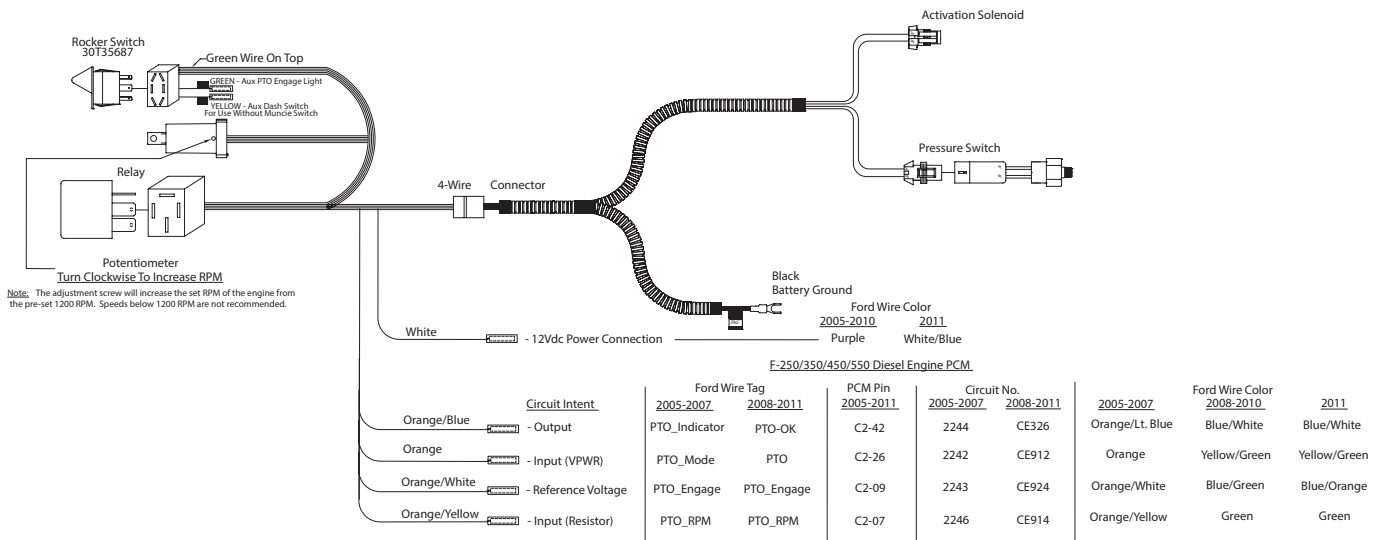 Activation Solenoid
Rocker Switch
30T35687
Green Wire On Top
GREEN - Aux PTO Engage Light
YELLOW - Aux Dash Switch
For Use Without Muncie Switch
Pressure Switch
Relay
4-Wire Connector
Potentiometer
Turn Clockwise To Increase RPM
Note: The adjustment screw will increase the set RPM of the engine from
the pre-set 1200 RPM. Speeds below 1200 RPM are not recommended.
Black
Battery Ground
Ford Wire Color
2005-2010 2011
White - 12Vdc Power Connection Purple White/Blue
F-250/350/450/550 Diesel Engine PCM
Ford Wire Tag PCM Pin Circuit No. Ford Wire Color
Circuit Intent 2005-2007 2008-2011 2005-2011 2005-2007 2008-2011 2005-2007 2008-2010 2011
Orange/Blue - Output PTO_Indicator PTO-OK C2-42 2244 CE326 Orange/Lt. Blue Blue/White Blue/White
Orange - Input (VPWR) PTO_Mode PTO C2-26 2242 CE912 Orange Yellow/Green Yellow/Green
Orange/White - Reference Voltage PTO_Engage PTO_Engage C2-09 2243 CE924 Orange/White Blue/Green Blue/Orange
Orange/Yellow - Input (Resistor) PTO_RPM PTO_RPM C2-07 2246 CE914 Orange/Yellow Green Green